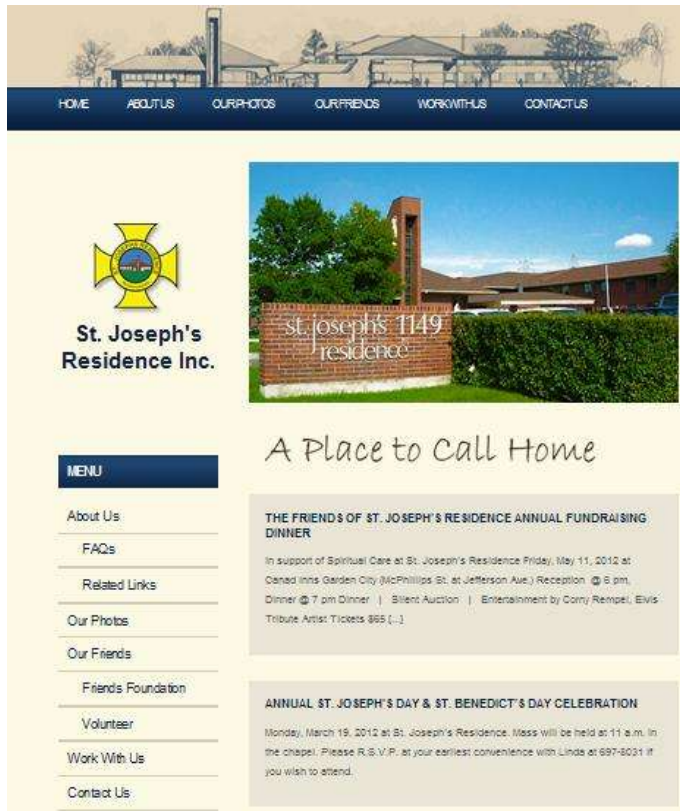 HOME ABOUT US OUR PHOTOS OUR FRIENDS WORK WITH US CONTACT US
ST. JOSEPH'S RESIDENCE
St. Joseph's
Residence Inc.
st. joseph's 1149
residence
A Place to Call Home
MENU
About Us
FAQs
Related Links
Our Photos
Our Friends
Friends Foundation
Volunteer
Work With Us
Contact Us
THE FRIENDS OF ST. JOSEPH'S RESIDENCE ANNUAL FUNDRAISING
DINNER
In support of Spiritual Care at St. Joseph's Residence Friday, May 11, 2012 at
Canad Inns Garden City (McPhillips St. at Jefferson Ave.) Reception @ 6 pm,
Dinner @ 7 pm Dinner | Silent Auction | Entertainment by Corny Rempel, Elvis
Tribute Artist Tickets $65 [...]
ANNUAL ST. JOSEPH'S DAY & ST. BENEDICT'S DAY CELEBRATION
Monday, March 19, 2012 at St. Joseph's Residence. Mass will be held at 11 a.m. in
the chapel. Please R.S.V.P. at your earliest convenience with Linda at 697-8031 if
you wish to attend.